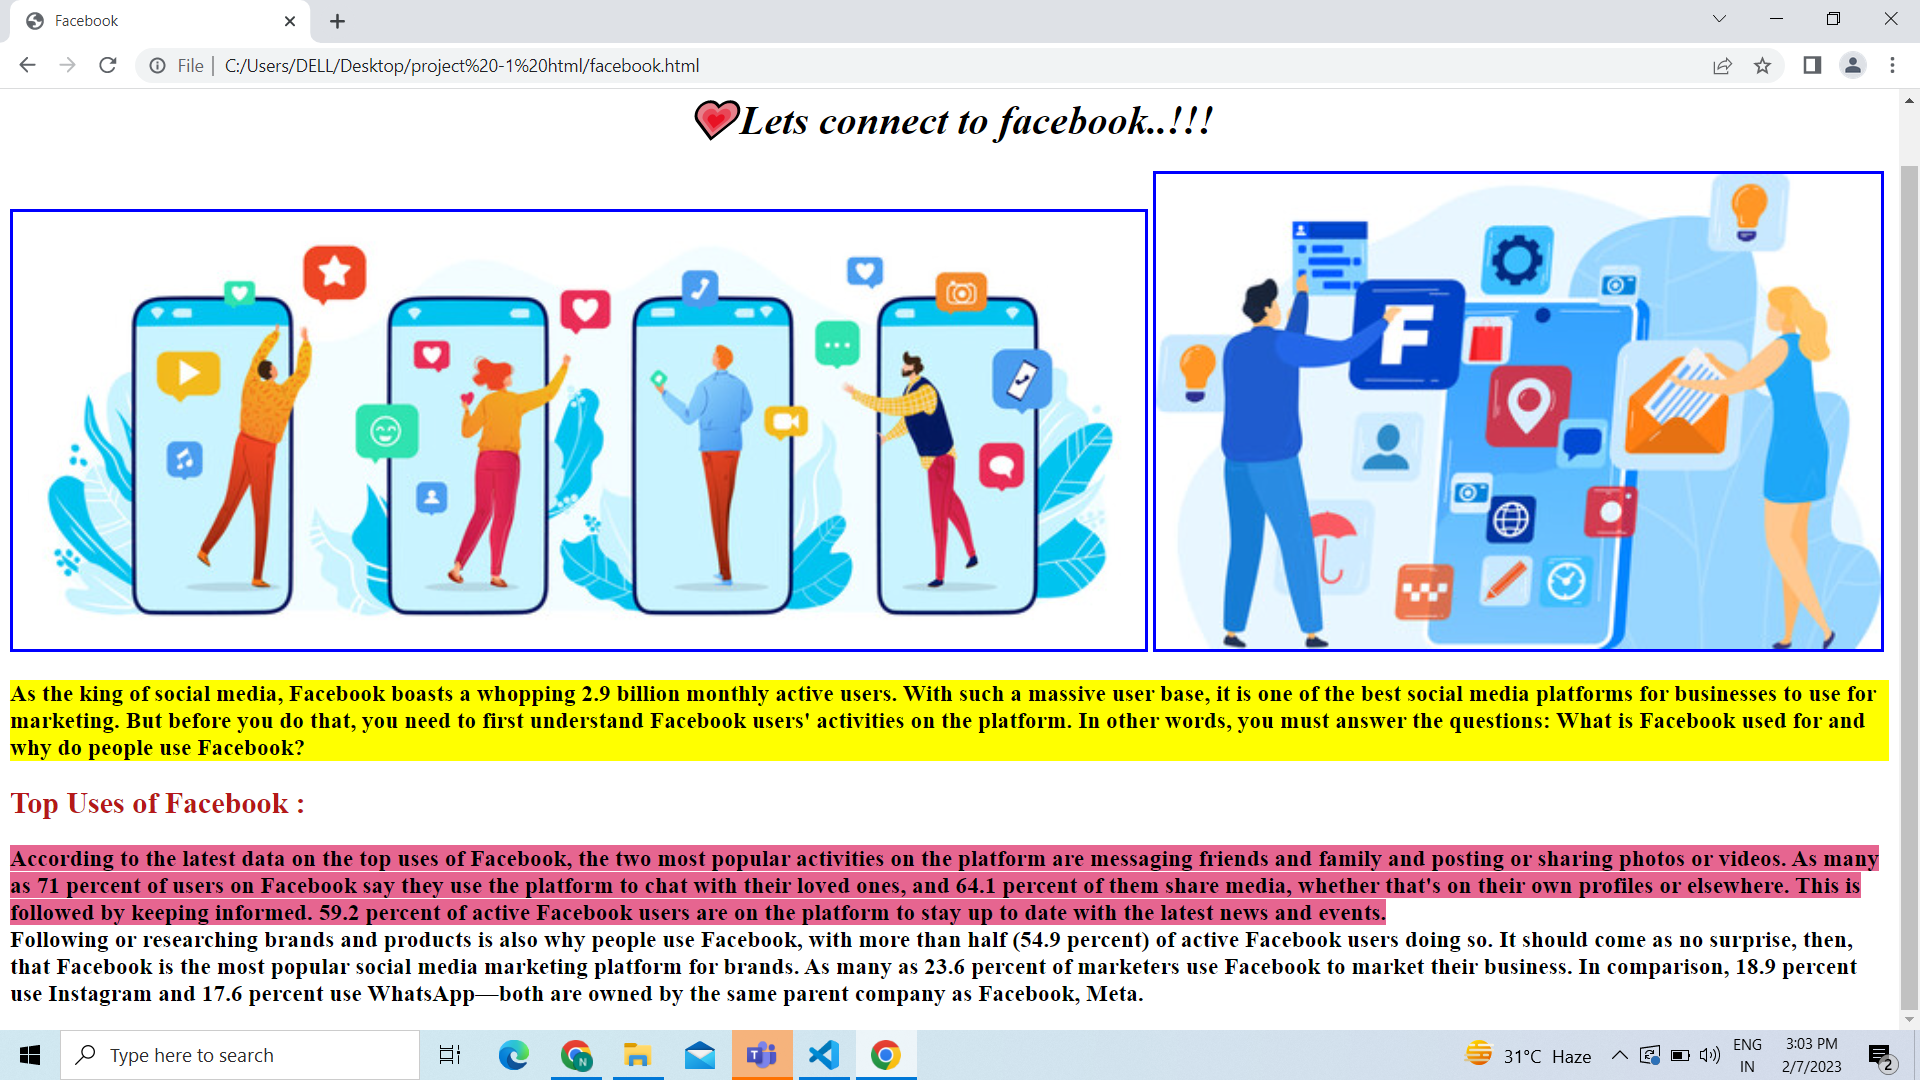 Facebook
File
C:/Users/DELL/Desktop/project%20-1%20html/facebook.html
Lets connect to facebook..!!!
F
As the king of social media, Facebook boasts a whopping 2.9 billion monthly active users. With such a massive user base, it is one of the best social media platforms for businesses to use for
marketing. But before you do that, you need to first understand Facebook users' activities on the platform. In other words, you must answer the questions: What is Facebook used for and
why do people use Facebook?
Top Uses of Facebook :
According to the latest data on the top uses of Facebook, the two most popular activities on the platform are messaging friends and family and posting or sharing photos or videos. As many
as 71 percent of users on Facebook say they use the platform to chat with their loved ones, and 64.1 percent of them share media, whether that's on their own profiles or elsewhere. This is
followed by keeping informed. 59.2 percent of active Facebook users are on the platform to stay up to date with the latest news and events.
Following or researching brands and products is also why people use Facebook, with more than half (54.9 percent) of active Facebook users doing so. It should come as no surprise, then,
that Facebook is the most popular social media marketing platform for brands. As many as 23.6 percent of marketers use Facebook to market their business. In comparison, 18.9 percent
use Instagram and 17.6 percent use WhatsApp—both are owned by the same parent company as Facebook, Meta.
Type here to search
N
T
31°C Haze
ENG
IN
3:03 PM
2/7/2023
2